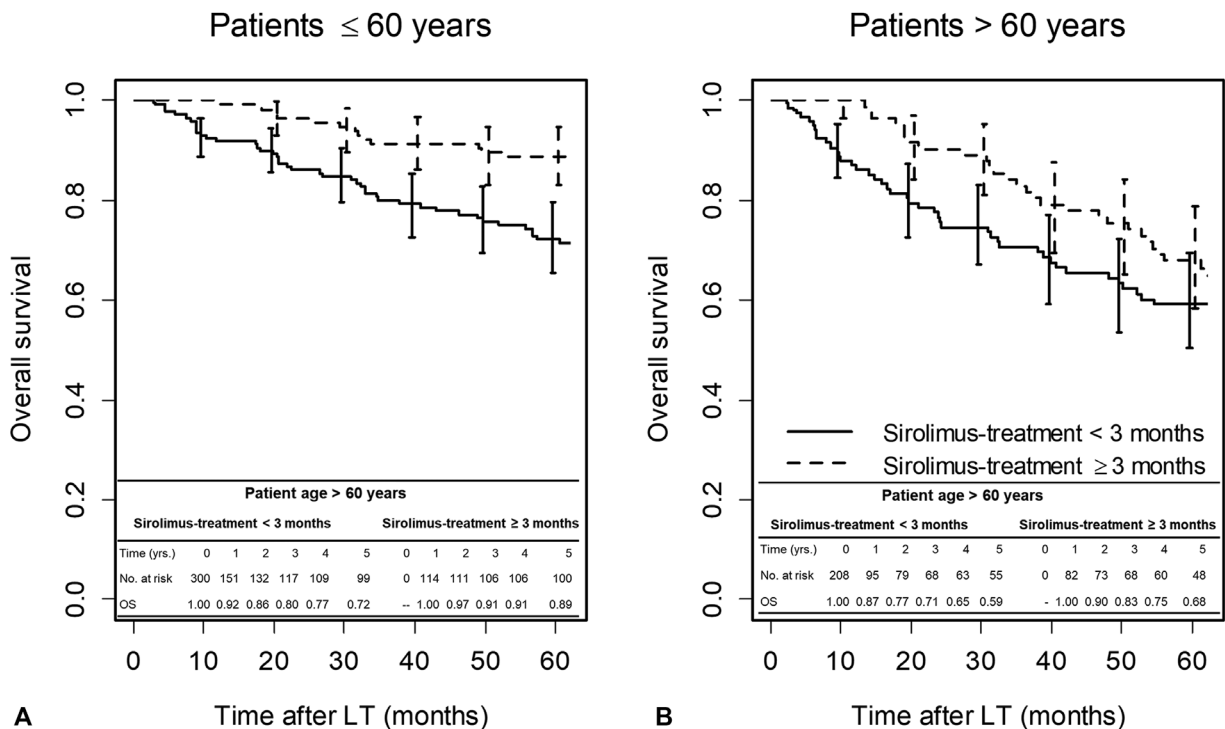 Patients ≤ 60 years
Overall survival
1.0
0.8
0.6
0.4
0.2
0.0
Patient age > 60 years
Sirolimus-treatment < 3 months Sirolimus-treatment ≥ 3 months
Time (yrs.) 0 1 2 3 4 5 0 1 2 3 4 5
No. at risk 300 151 132 117 109 99 0 114 111 106 106 100
OS 1.00 0.92 0.86 0.80 0.77 0.72 -- 1.00 0.97 0.91 0.91 0.89
0 10 20 30 40 50 60
A Time after LT (months)
Patients > 60 years
Overall survival
1.0
0.8
0.6
0.4
0.2
0.0
Sirolimus-treatment < 3 months
Sirolimus-treatment ≥ 3 months
Patient age > 60 years
Sirolimus-treatment < 3 months Sirolimus-treatment ≥ 3 months
Time (yrs.) 0 1 2 3 4 5 0 1 2 3 4 5
No. at risk 208 95 79 68 63 55 0 82 73 68 60 48
OS 1.00 0.87 0.77 0.71 0.65 0.59 - 1.00 0.90 0.83 0.75 0.68
0 10 20 30 40 50 60
B Time after LT (months)